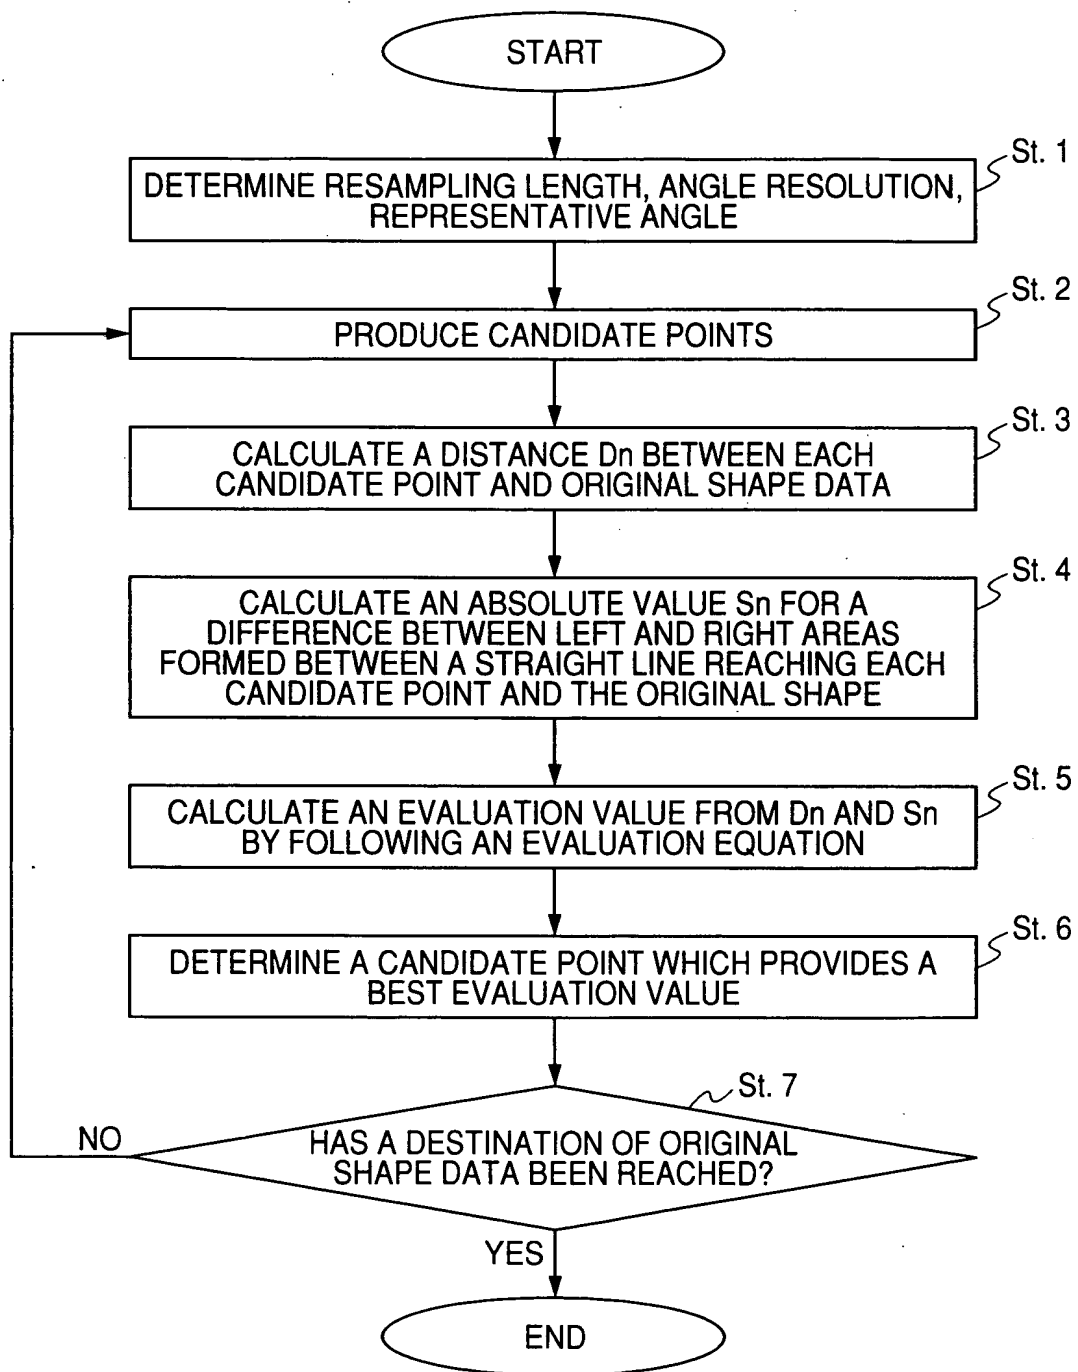 START
St. 1
DETERMINE RESAMPLING LENGTH, ANGLE RESOLUTION,
REPRESENTATIVE ANGLE
St. 2
PRODUCE CANDIDATE POINTS
St. 3
CALCULATE A DISTANCE Dn BETWEEN EACH
CANDIDATE POINT AND ORIGINAL SHAPE DATA
St. 4
CALCULATE AN ABSOLUTE VALUE Sn FOR A
DIFFERENCE BETWEEN LEFT AND RIGHT AREAS
FORMED BETWEEN A STRAIGHT LINE REACHING EACH
CANDIDATE POINT AND THE ORIGINAL SHAPE
St. 5
CALCULATE AN EVALUATION VALUE FROM Dn AND Sn
BY FOLLOWING AN EVALUATION EQUATION
St. 6
DETERMINE A CANDIDATE POINT WHICH PROVIDES A
BEST EVALUATION VALUE
St. 7
NO
HAS A DESTINATION OF ORIGINAL
SHAPE DATA BEEN REACHED?
YES
END